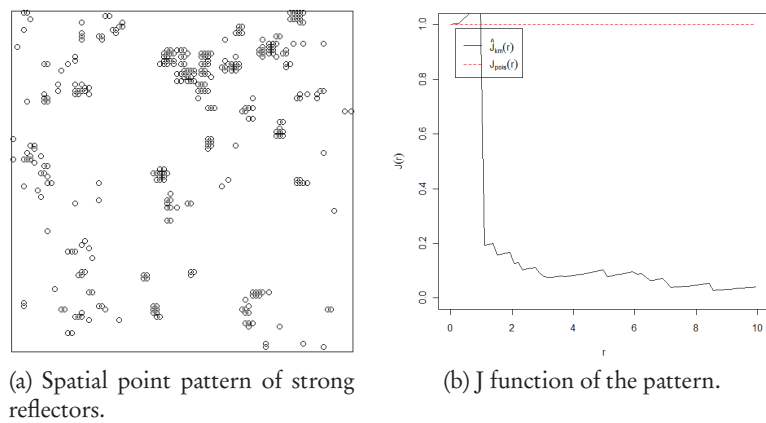 1.0
0.8
0.6
0.4
0.2
0.0
J(r)
Ĵkm(r)
Jpois(r)
0 2 4 6 8 10
r
(a) Spatial point pattern of strong
reflectors.
(b) J function of the pattern.